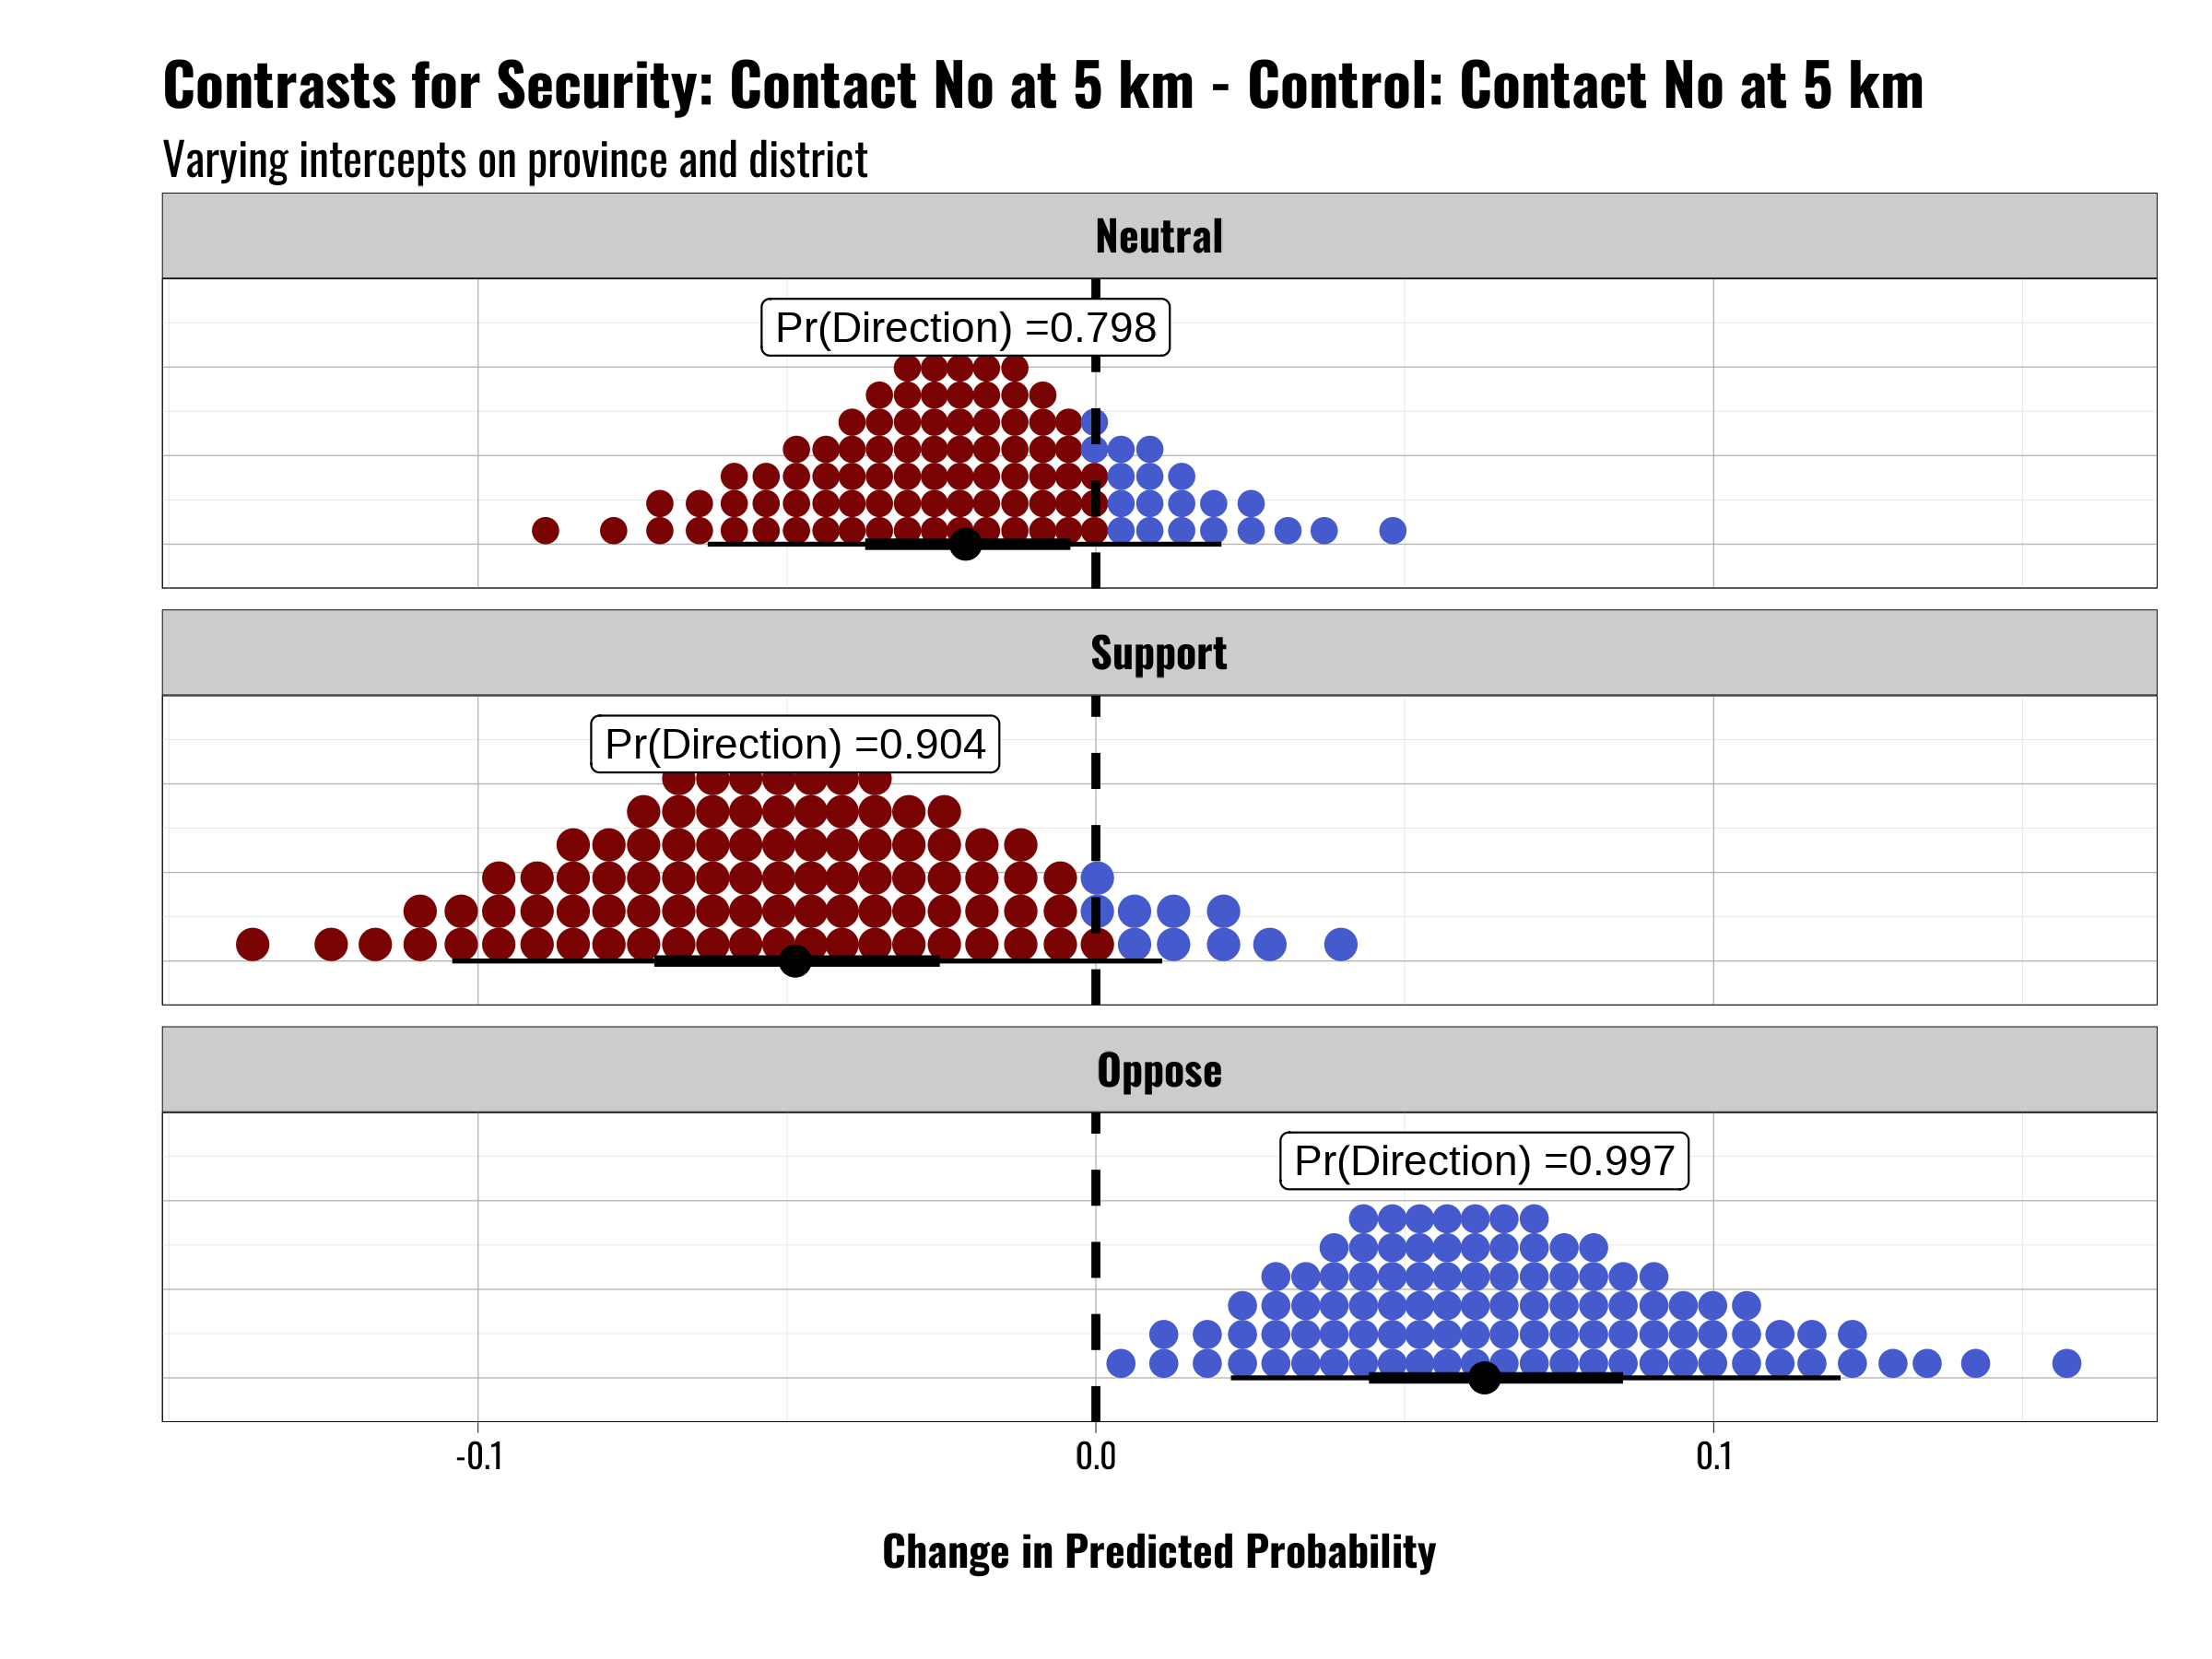 Contrasts for Security: Contact No at 5 km - Control: Contact No at 5 km
Varying intercepts on province and district
Neutral
Pr(Direction) =0.798
Support
Pr(Direction) =0.904
Oppose
Pr(Direction) =0.997
-0.1 0.0 0.1
Change in Predicted Probability